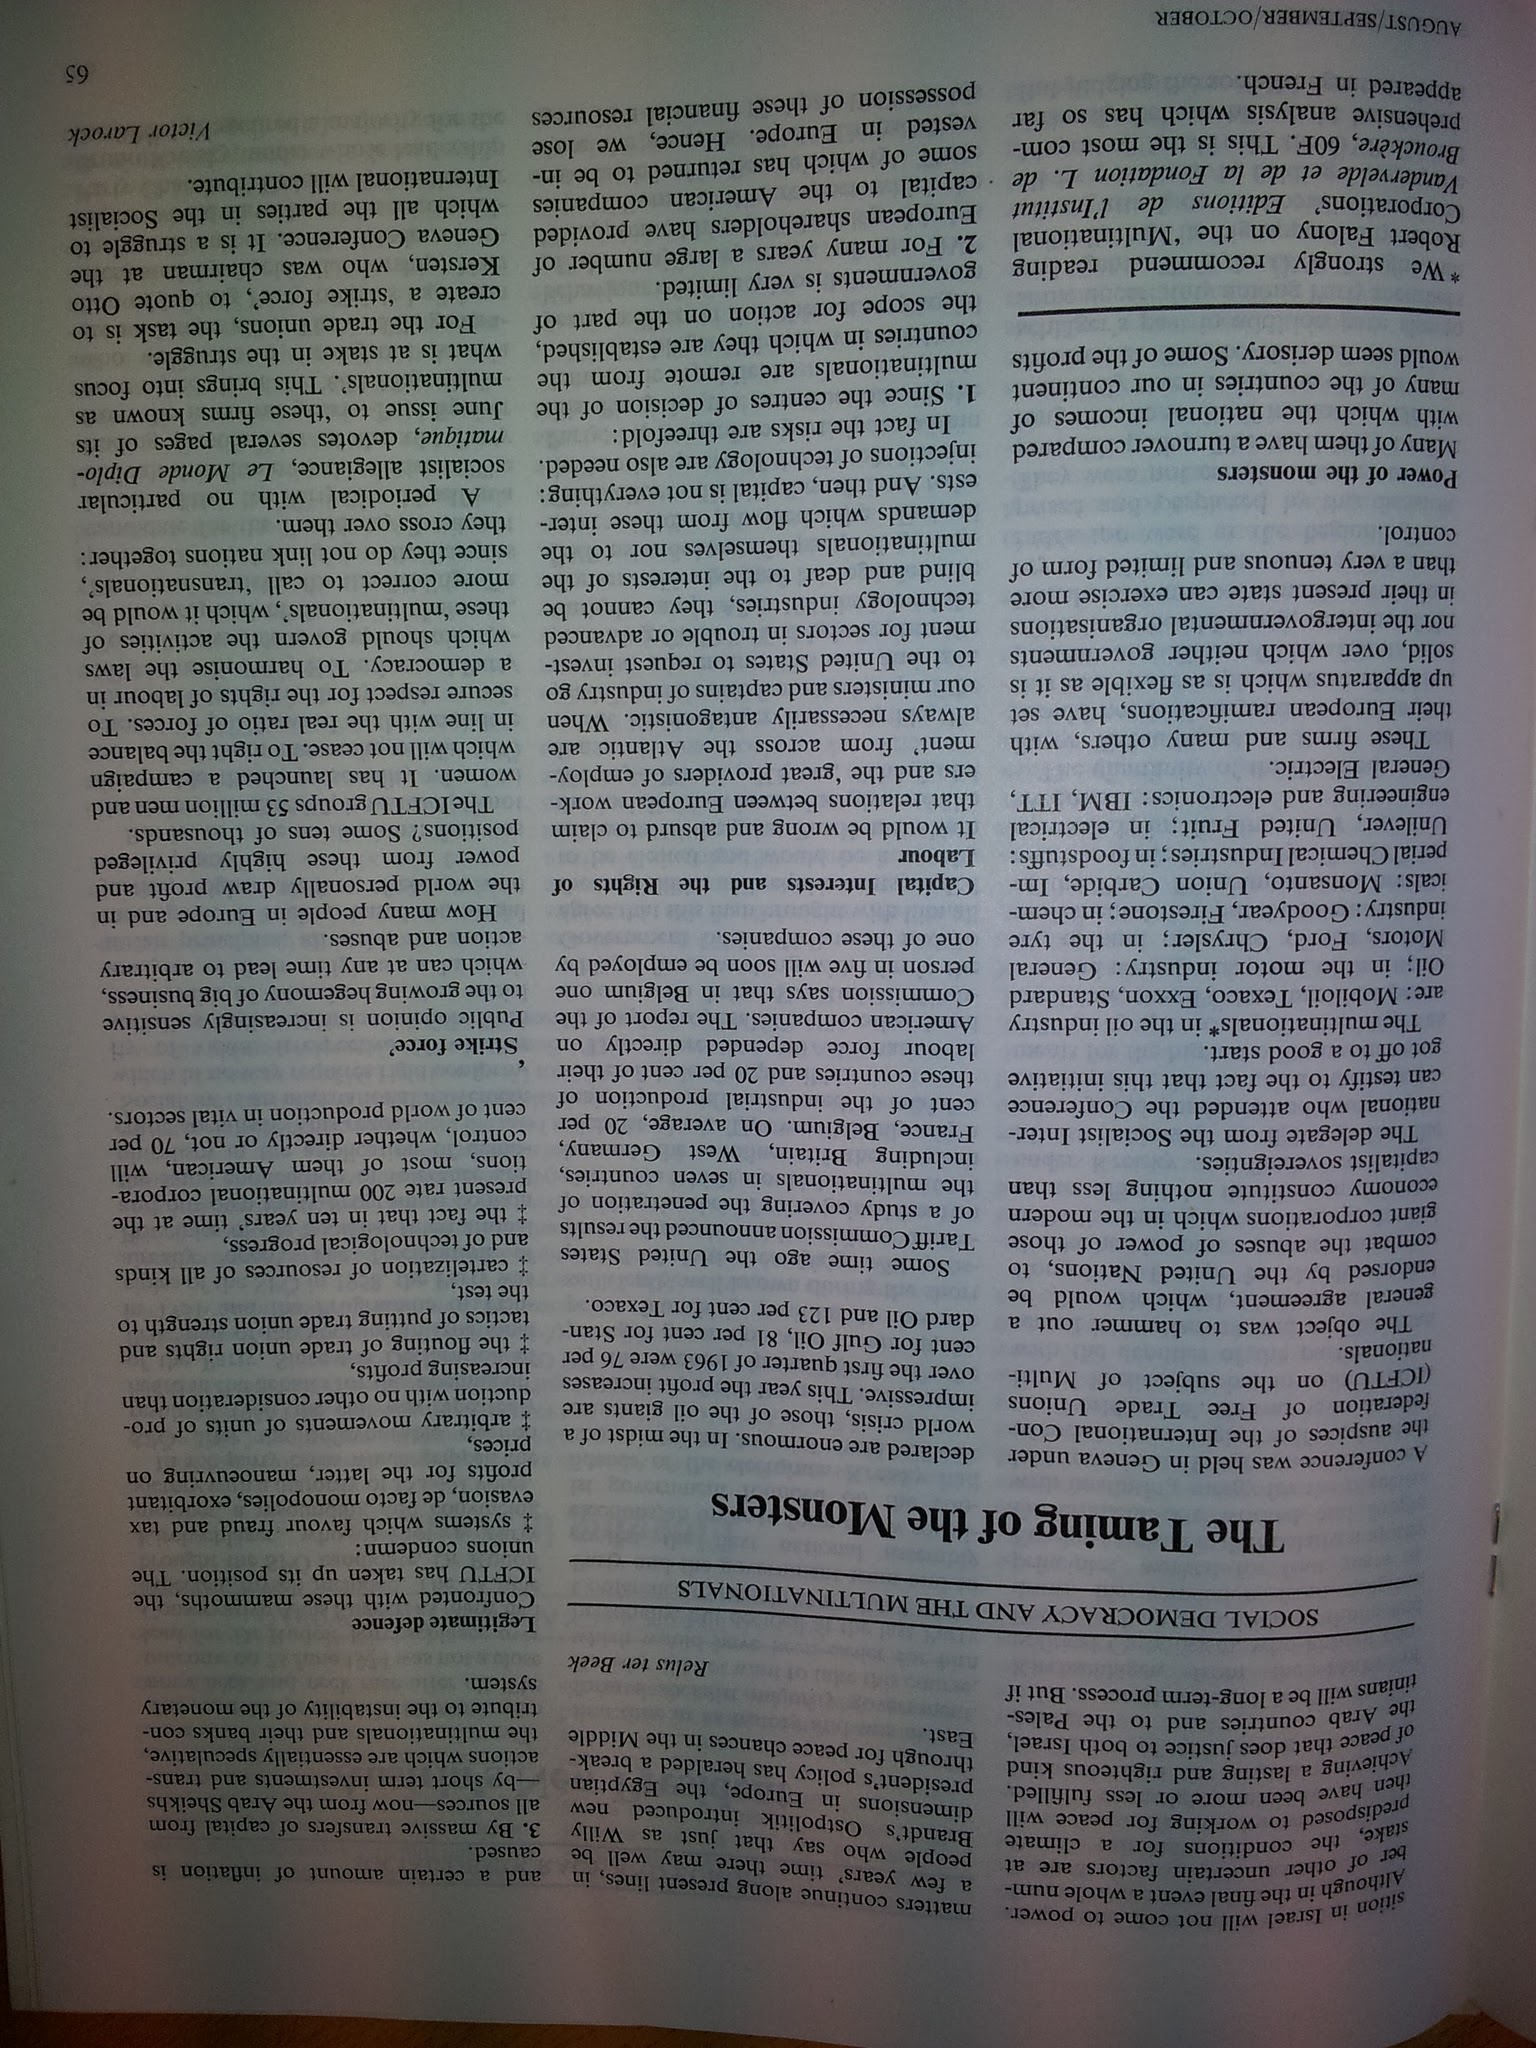 sition in Israel will not come to power.
Although in the final event a whole num-
ber of other uncertain factors are at
stake, the conditions for a climate
predisposed to working for peace will
then have been more or less fulfilled.
Achieving a lasting and righteous kind
of peace that does justice to both Israel,
the Arab countries and to the Pales-
tinians will be a long-term process. But if
matters continue along present lines, in
a few years' time there may well be
people who say that just as Willy
Brandt's Ostpolitik introduced new
dimensions in Europe, the Egyptian
president's policy has heralded a break-
through for peace chances in the Middle
East.
Relus ter Beek
SOCIAL DEMOCRACY AND THE MULTINATIONALS
The Taming of the Monsters
A conference was held in Geneva under
the auspices of the International Con-
federation of Free Trade Unions
(ICFTU) on the subject of Multi-
nationals.
The object was to hammer out a
general agreement, which would be
endorsed by the United Nations, to
combat the abuses of power of those
giant corporations which in the modern
economy constitute nothing less than
capitalist sovereignties.
The delegate from the Socialist Inter-
national who attended the Conference
can testify to the fact that this initiative
got off to a good start.
The multinationals* in the oil industry
are: Mobiloil, Texaco, Exxon, Standard
Oil; in the motor industry: General
Motors, Ford, Chrysler; in the tyre
industry: Goodyear, Firestone; in chem-
icals: Monsanto, Union Carbide, Im-
perial Chemical Industries; in foodstuffs:
Unilever, United Fruit; in electrical
engineering and electronics: IBM, ITT,
General Electric.
These firms and many others, with
their European ramifications, have set
up apparatus which is as flexible as it is
solid, over which neither governments
nor the intergovernmental organisations
in their present state can exercise more
than a very tenuous and limited form of
control.
Power of the monsters
Many of them have a turnover compared
with which the national incomes of
many of the countries in our continent
would seem derisory. Some of the profits
*We strongly recommend reading
Robert Falony on the 'Multinational
Corporations' Editions de l'Institut
Vandervelde et de la Fondation L. de
Brouckère, 60F. This is the most com-
prehensive analysis which has so far
appeared in French.
declared are enormous. In the midst of a
world crisis, those of the oil giants are
impressive. This year the profit increases
over the first quarter of 1963 were 76 per
cent for Gulf Oil, 81 per cent for Stan-
dard Oil and 123 per cent for Texaco.
Some time ago the United States
Tariff Commission announced the results
of a study covering the penetration of
the multinationals in seven countries,
including Britain, West Germany,
France, Belgium. On average, 20 per
cent of the industrial production of
these countries and 20 per cent of their
labour force depended directly on
American companies. The report of the
Commission says that in Belgium one
person in five will soon be employed by
one of these companies.
Capital Interests and the Rights of
Labour
It would be wrong and absurd to claim
that relations between European work-
ers and the 'great providers of employ-
ment' from across the Atlantic are
always necessarily antagonistic. When
our ministers and captains of industry go
to the United States to request invest-
ment for sectors in trouble or advanced
technology industries, they cannot be
blind and deaf to the interests of the
multinationals themselves nor to the
demands which flow from these inter-
ests. And then, capital is not everything:
injections of technology are also needed.
In fact the risks are threefold:
1. Since the centres of decision of the
multinationals are remote from the
countries in which they are established,
the scope for action on the part of
governments is very limited.
2. For many years a large number of
European shareholders have provided
capital to the American companies
some of which has returned to be in-
vested in Europe. Hence, we lose
possession of these financial resources
and a certain amount of inflation is
caused.
3. By massive transfers of capital from
all sources—now from the Arab Sheikhs
—by short term investments and trans-
actions which are essentially speculative,
the multinationals and their banks con-
tribute to the instability of the monetary
system.
Legitimate defence
Confronted with these mammoths, the
ICFTU has taken up its position. The
unions condemn:
‡ systems which favour fraud and tax
evasion, de facto monopolies, exorbitant
profits for the latter, manoeuvring on
prices,
‡ arbitrary movements of units of pro-
duction with no other consideration than
increasing profits,
‡ the flouting of trade union rights and
tactics of putting trade union strength to
the test,
‡ cartelization of resources of all kinds
and of technological progress,
‡ the fact that in ten years' time at the
present rate 200 multinational corpora-
tions, most of them American, will
control, whether directly or not, 70 per
cent of world production in vital sectors.
'Strike force'
Public opinion is increasingly sensitive
to the growing hegemony of big business,
which can at any time lead to arbitrary
action and abuses.
How many people in Europe and in
the world personally draw profit and
power from these highly privileged
positions? Some tens of thousands.
The ICFTU groups 53 million men and
women. It has launched a campaign
which will not cease. To right the balance
in line with the real ratio of forces. To
secure respect for the rights of labour in
a democracy. To harmonise the laws
which should govern the activities of
these 'multinationals', which it would be
more correct to call 'transnationals',
since they do not link nations together:
they cross over them.
A periodical with no particular
socialist allegiance, Le Monde Diplo-
matique, devotes several pages of its
June issue to 'these firms known as
multinationals'. This brings into focus
what is at stake in the struggle.
For the trade unions, the task is to
create a 'strike force', to quote Otto
Kersten, who was chairman at the
Geneva Conference. It is a struggle to
which all the parties in the Socialist
International will contribute.
Victor Larock
AUGUST/SEPTEMBER/OCTOBER
65